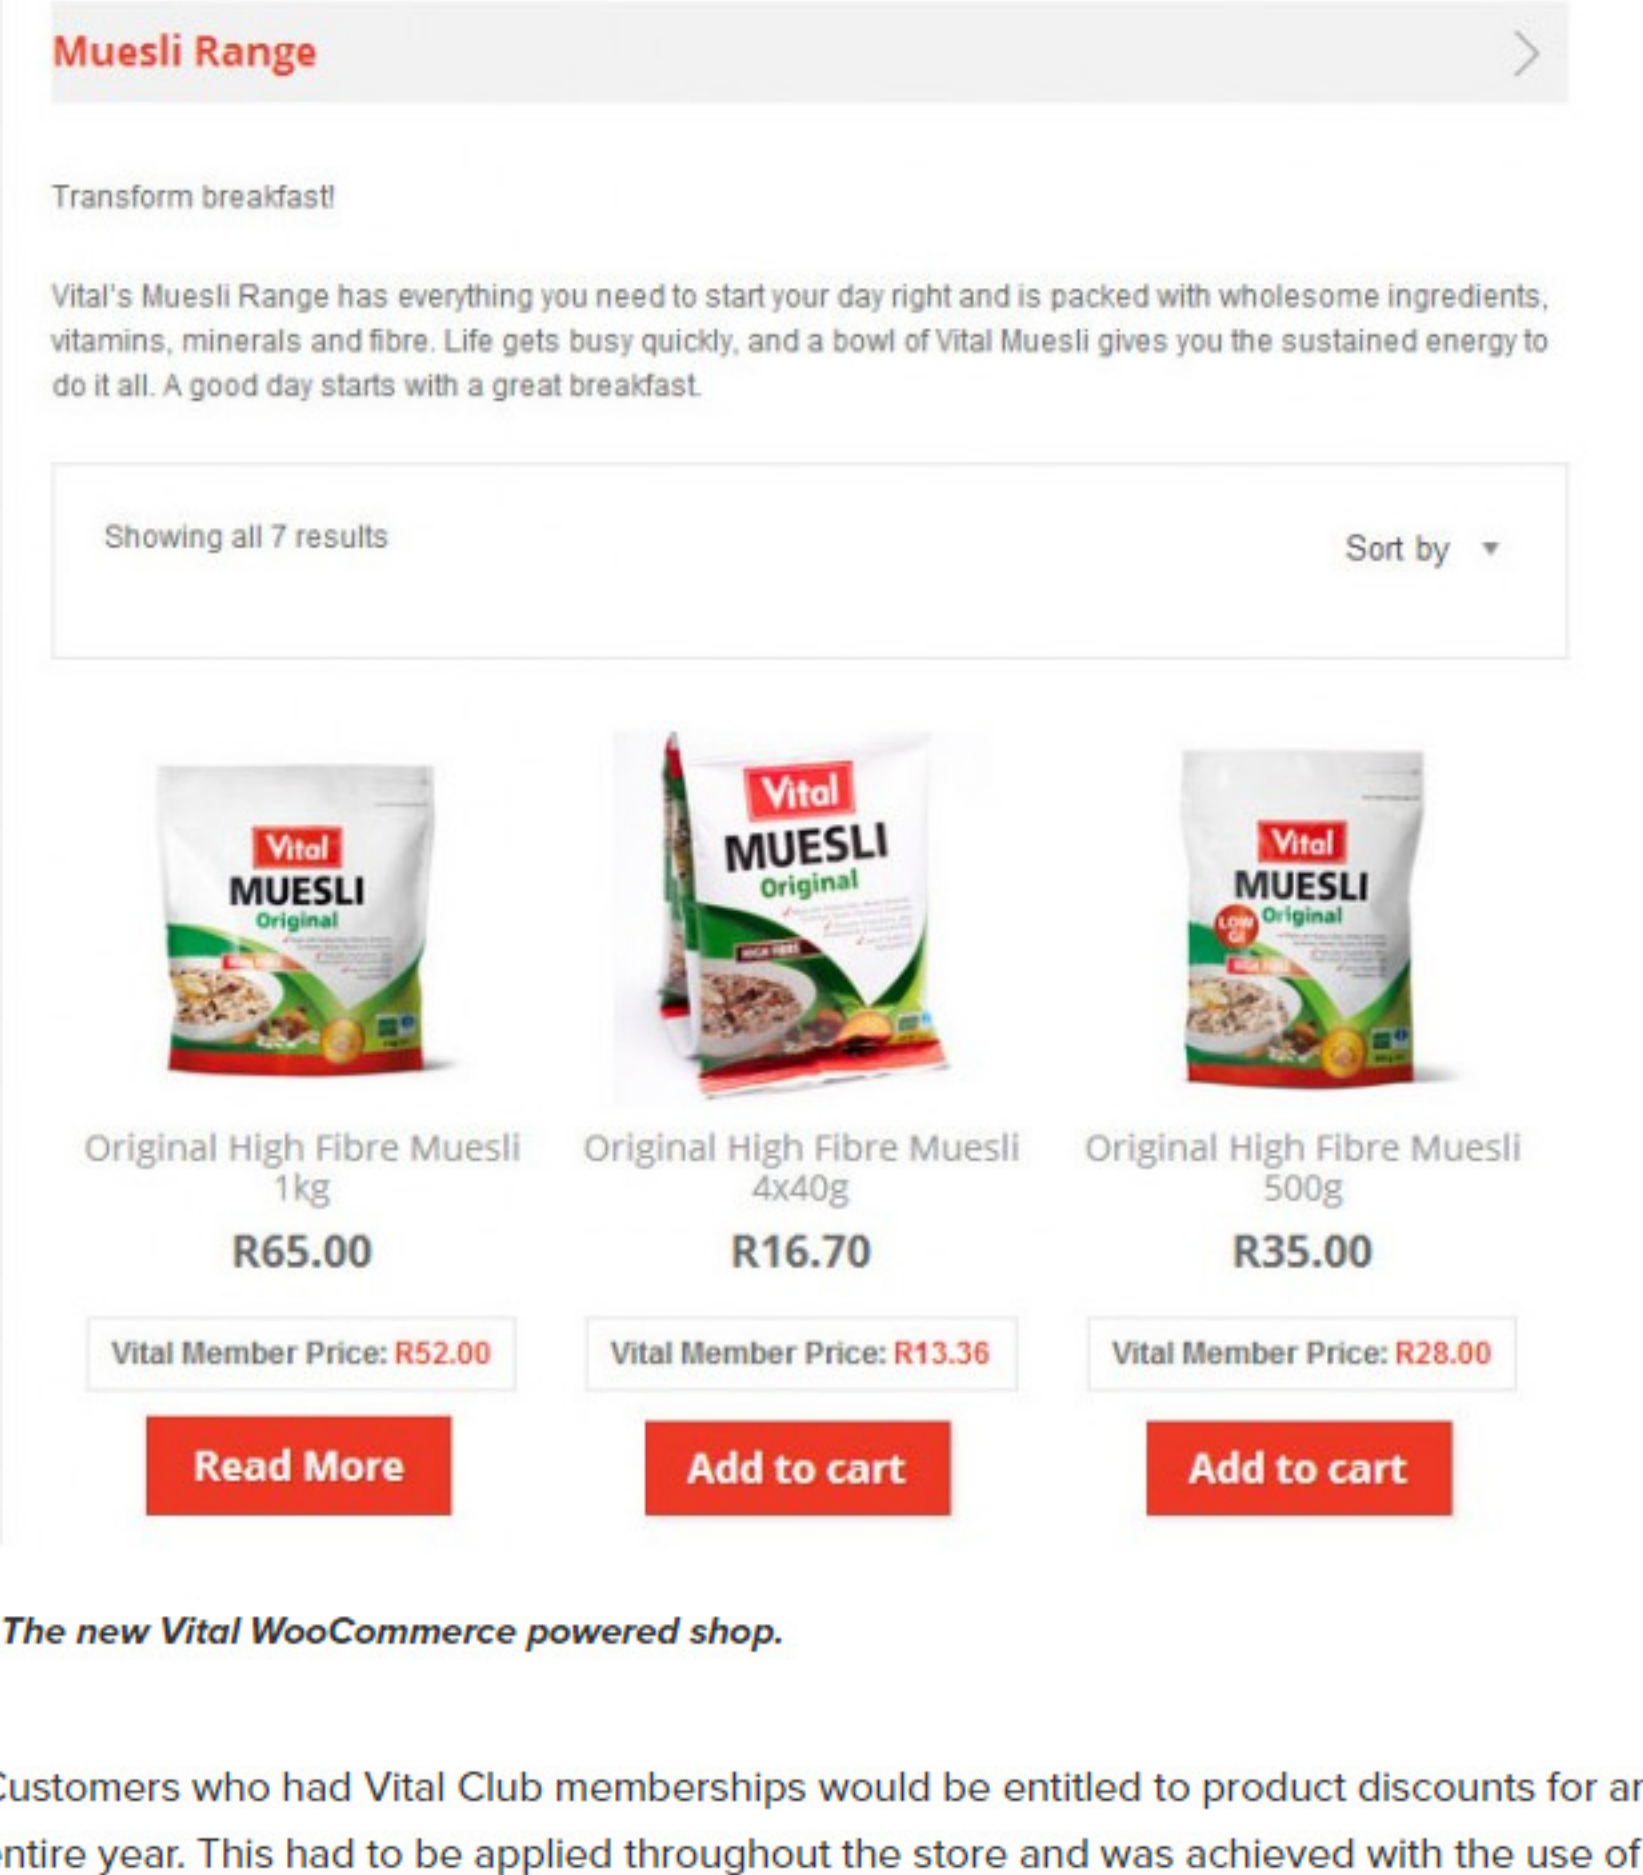 Muesli Range
Transform breakfast!
Vital's Muesli Range has everything you need to start your day right and is packed with wholesome ingredients,
vitamins, minerals and fibre. Life gets busy quickly, and a bowl of Vital Muesli gives you the sustained energy to
do it all. A good day starts with a great breakfast.
Showing all 7 results
Sort by
Vital
MUESLI
Original
Vital
MUESLI
Original
HIGH FIBRE
Vital
MUESLI
LOW GI
Original
Original High Fibre Muesli
1kg
R65.00
Vital Member Price: R52.00
Read More
Original High Fibre Muesli
4x40g
R16.70
Vital Member Price: R13.36
Add to cart
Original High Fibre Muesli
500g
R35.00
Vital Member Price: R28.00
Add to cart
The new Vital WooCommerce powered shop.
Customers who had Vital Club memberships would be entitled to product discounts for an
entire year. This had to be applied throughout the store and was achieved with the use of